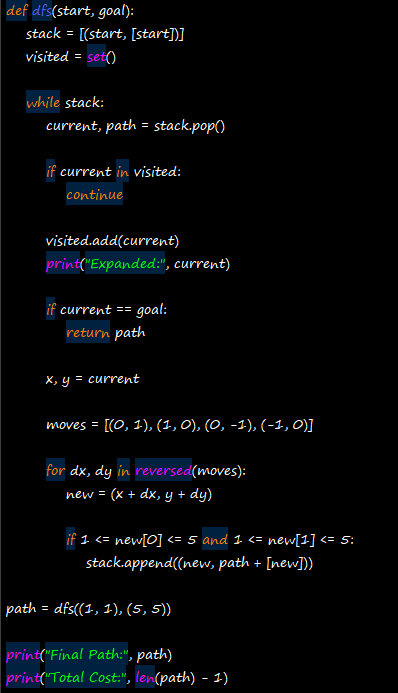 def dfs(start, goal):
    stack = [(start, [start])]
    visited = set()

    while stack:
        current, path = stack.pop()

        if current in visited:
            continue

        visited.add(current)
        print("Expanded:", current)

        if current == goal:
            return path

        x, y = current

        moves = [(0, 1), (1, 0), (0, -1), (-1, 0)]

        for dx, dy in reversed(moves):
            new = (x + dx, y + dy)

            if 1 <= new[0] <= 5 and 1 <= new[1] <= 5:
                stack.append((new, path + [new]))

path = dfs((1, 1), (5, 5))

print("Final Path:", path)
print("Total Cost:", len(path) - 1)